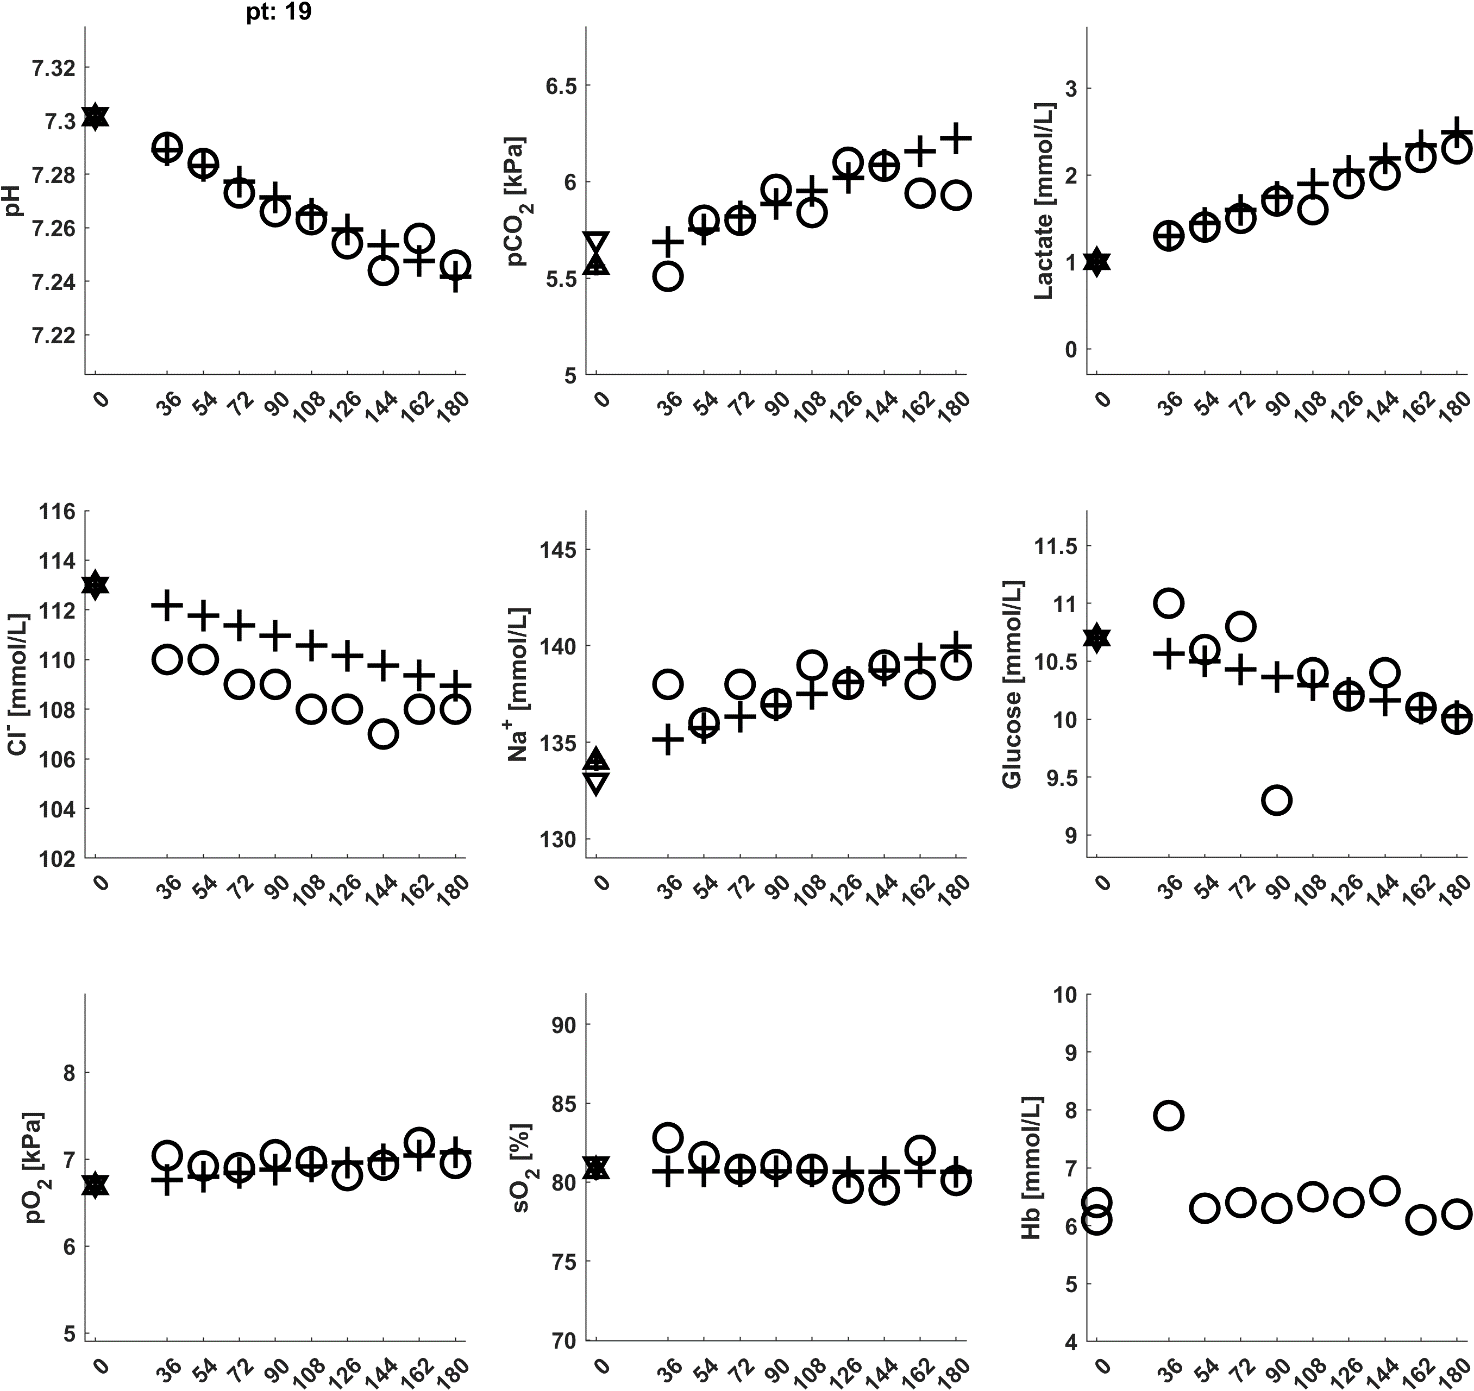 pt: 19
pH
7.32
7.3
7.28
7.26
7.24
7.22
0 36 54 72 90 108 126 144 162 180
pCO2 [kPa]
6.5
6
5.5
5
0 36 54 72 90 108 126 144 162 180
Lactate [mmol/L]
3
2
1
0
0 36 54 72 90 108 126 144 162 180
Cl- [mmol/L]
116
114
112
110
108
106
104
102
0 36 54 72 90 108 126 144 162 180
Na+ [mmol/L]
145
140
135
130
0 36 54 72 90 108 126 144 162 180
Glucose [mmol/L]
11.5
11
10.5
10
9.5
9
0 36 54 72 90 108 126 144 162 180
pO2 [kPa]
8
7
6
5
0 36 54 72 90 108 126 144 162 180
sO2 [%]
90
85
80
75
70
0 36 54 72 90 108 126 144 162 180
Hb [mmol/L]
10
9
8
7
6
5
4
0 36 54 72 90 108 126 144 162 180